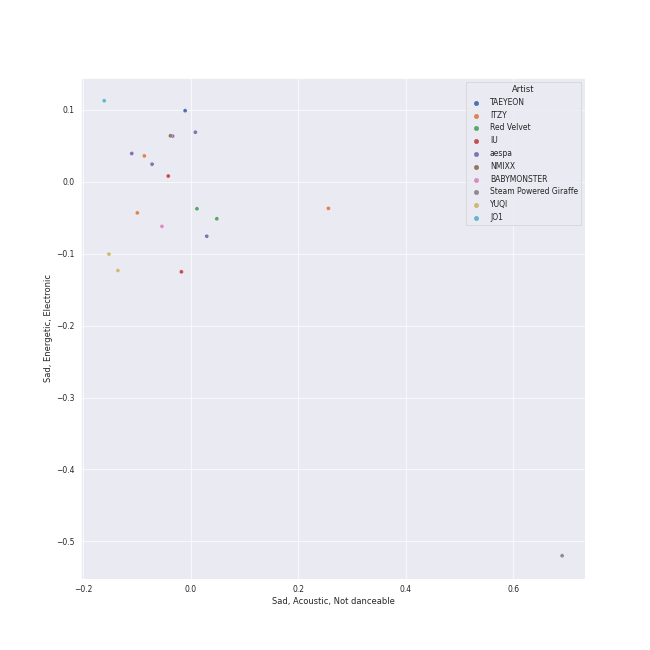 Artist
TAEYEON
ITZY
Red Velvet
IU
aespa
NMIXX
BABYMONSTER
Steam Powered Giraffe
YUQI
JO1
0.1
0.0
−0.1
−0.2
−0.3
−0.4
−0.5
Sad, Energetic, Electronic
−0.2
0.0
0.2
0.4
0.6
Sad, Acoustic, Not danceable